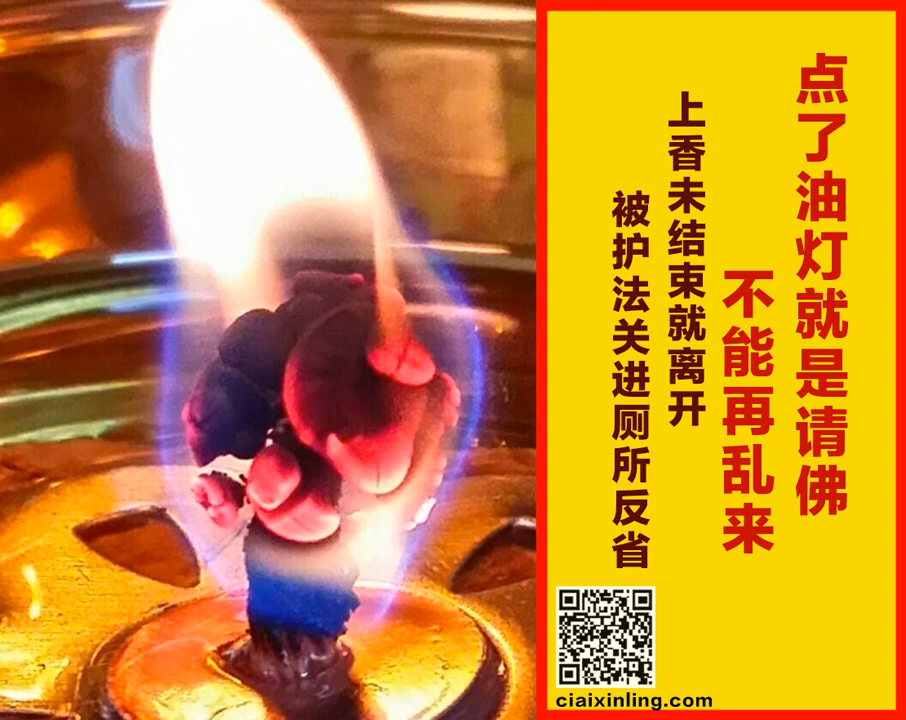 点了油灯就是请佛
不能再乱来
上香未结束就离开
被护法关进厕所反省
ciaixinling.com